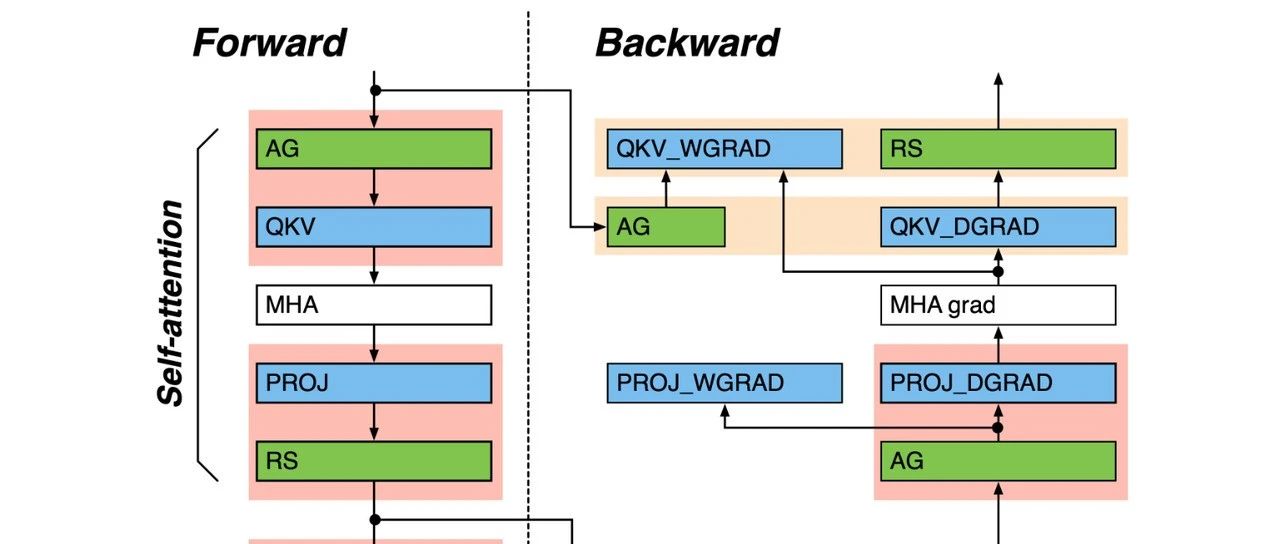 Forward
Backward
Self-attention
AG
QKV
MHA
PROJ
RS
QKV_WGRAD
RS
AG
QKV_DGRAD
MHA grad
PROJ_WGRAD
PROJ_DGRAD
AG